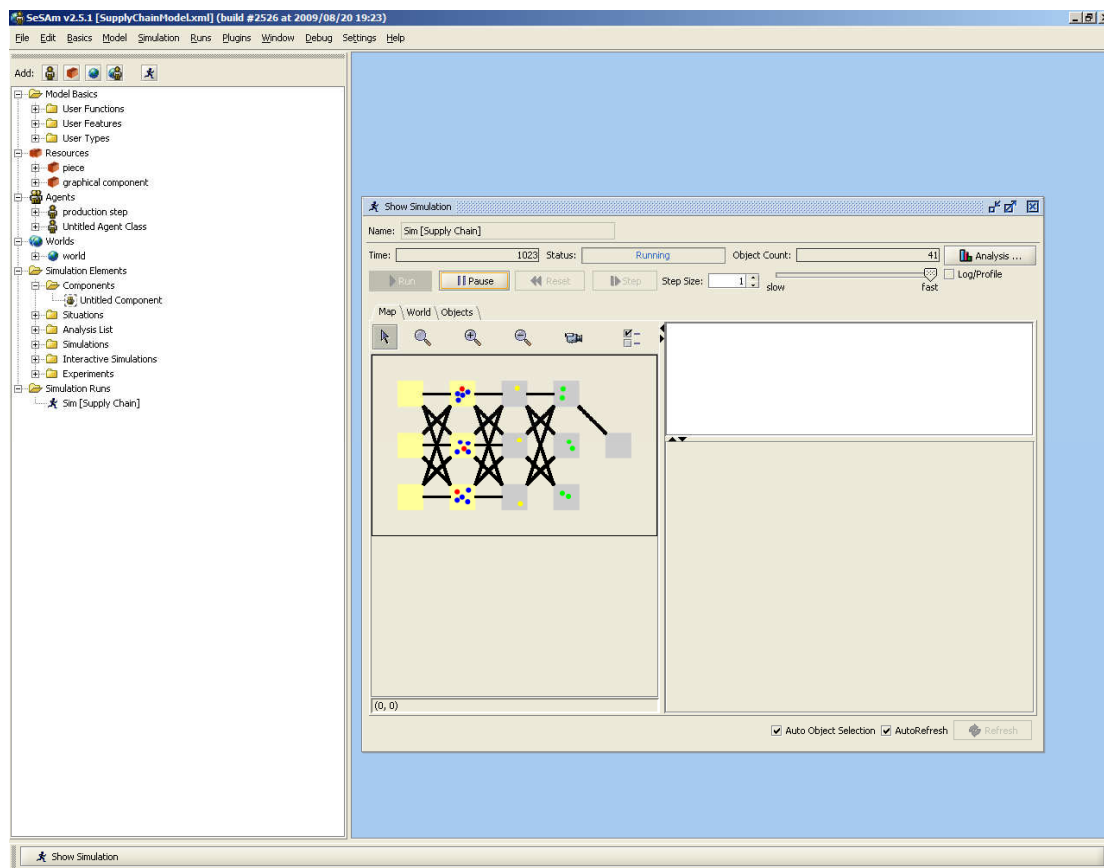 SeSAm v2.5.1 [SupplyChainModel.xml] (build #2526 at 2009/08/20 19:23)
File Edit Basics Model Simulation Runs Plugins Window Debug Settings Help
Add:
Model Basics
User Functions
User Features
User Types
Resources
piece
graphical component
Agents
production step
Untitled Agent Class
Worlds
world
Simulation Elements
Components
Untitled Component
Situations
Analysis List
Simulations
Interactive Simulations
Experiments
Simulation Runs
Sim [Supply Chain]
Show Simulation
Name: Sim [Supply Chain]
Time: 1023 Status: Running Object Count: 41 Analysis ...
Run Pause Reset Step Step Size: 1 slow fast Log/Profile
Map World Objects
(0, 0)
Auto Object Selection AutoRefresh Refresh
Show Simulation